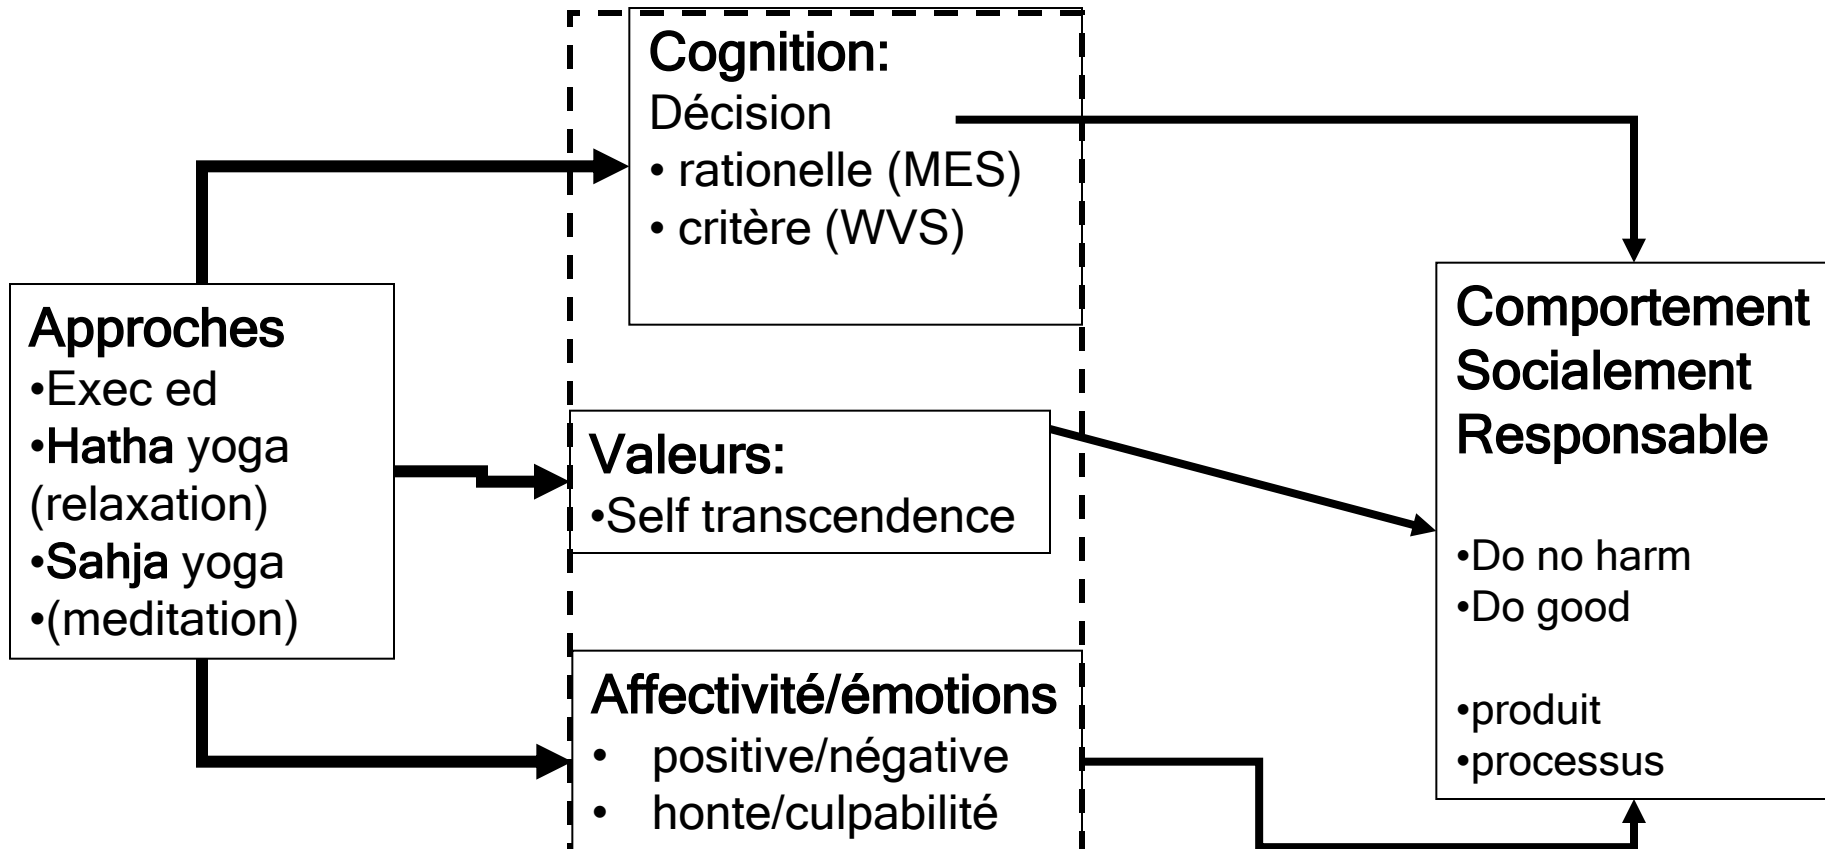 Cognition:
Décision
• rationelle (MES)
• critère (WVS)
Approches
•Exec ed
•Hatha yoga
(relaxation)
•Sahja yoga
•(meditation)
Valeurs:
•Self transcendence
Affectivité/émotions
• positive/négative
• honte/culpabilité
Comportement
Socialement
Responsable
•Do no harm
•Do good
•produit
•processus